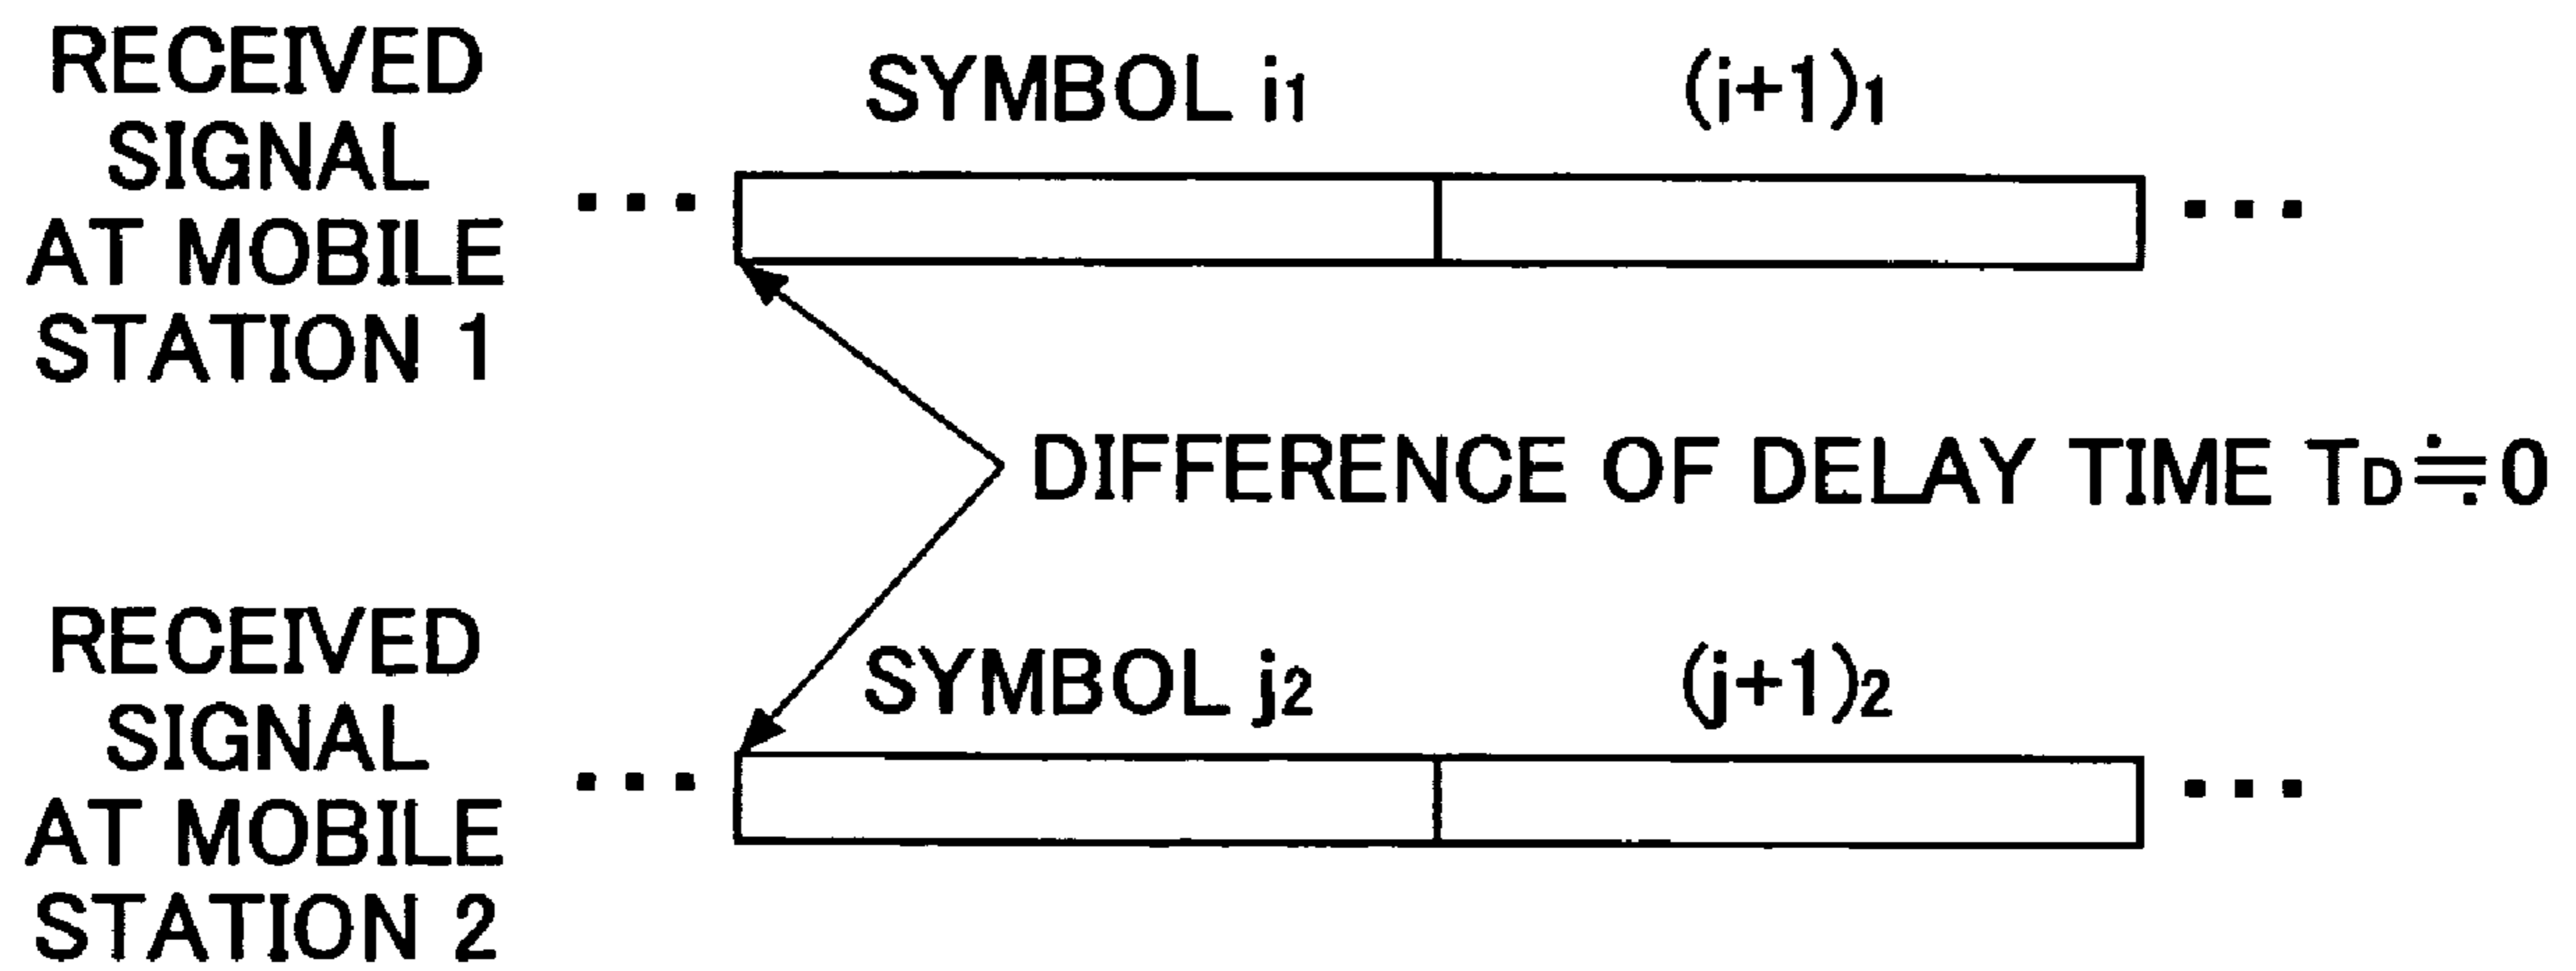 RECEIVED
SIGNAL
AT MOBILE
STATION 1
SYMBOL i1 (i+1)1
... ...
DIFFERENCE OF DELAY TIME TD≒0
RECEIVED
SIGNAL
AT MOBILE
STATION 2
SYMBOL j2 (j+1)2
... ...